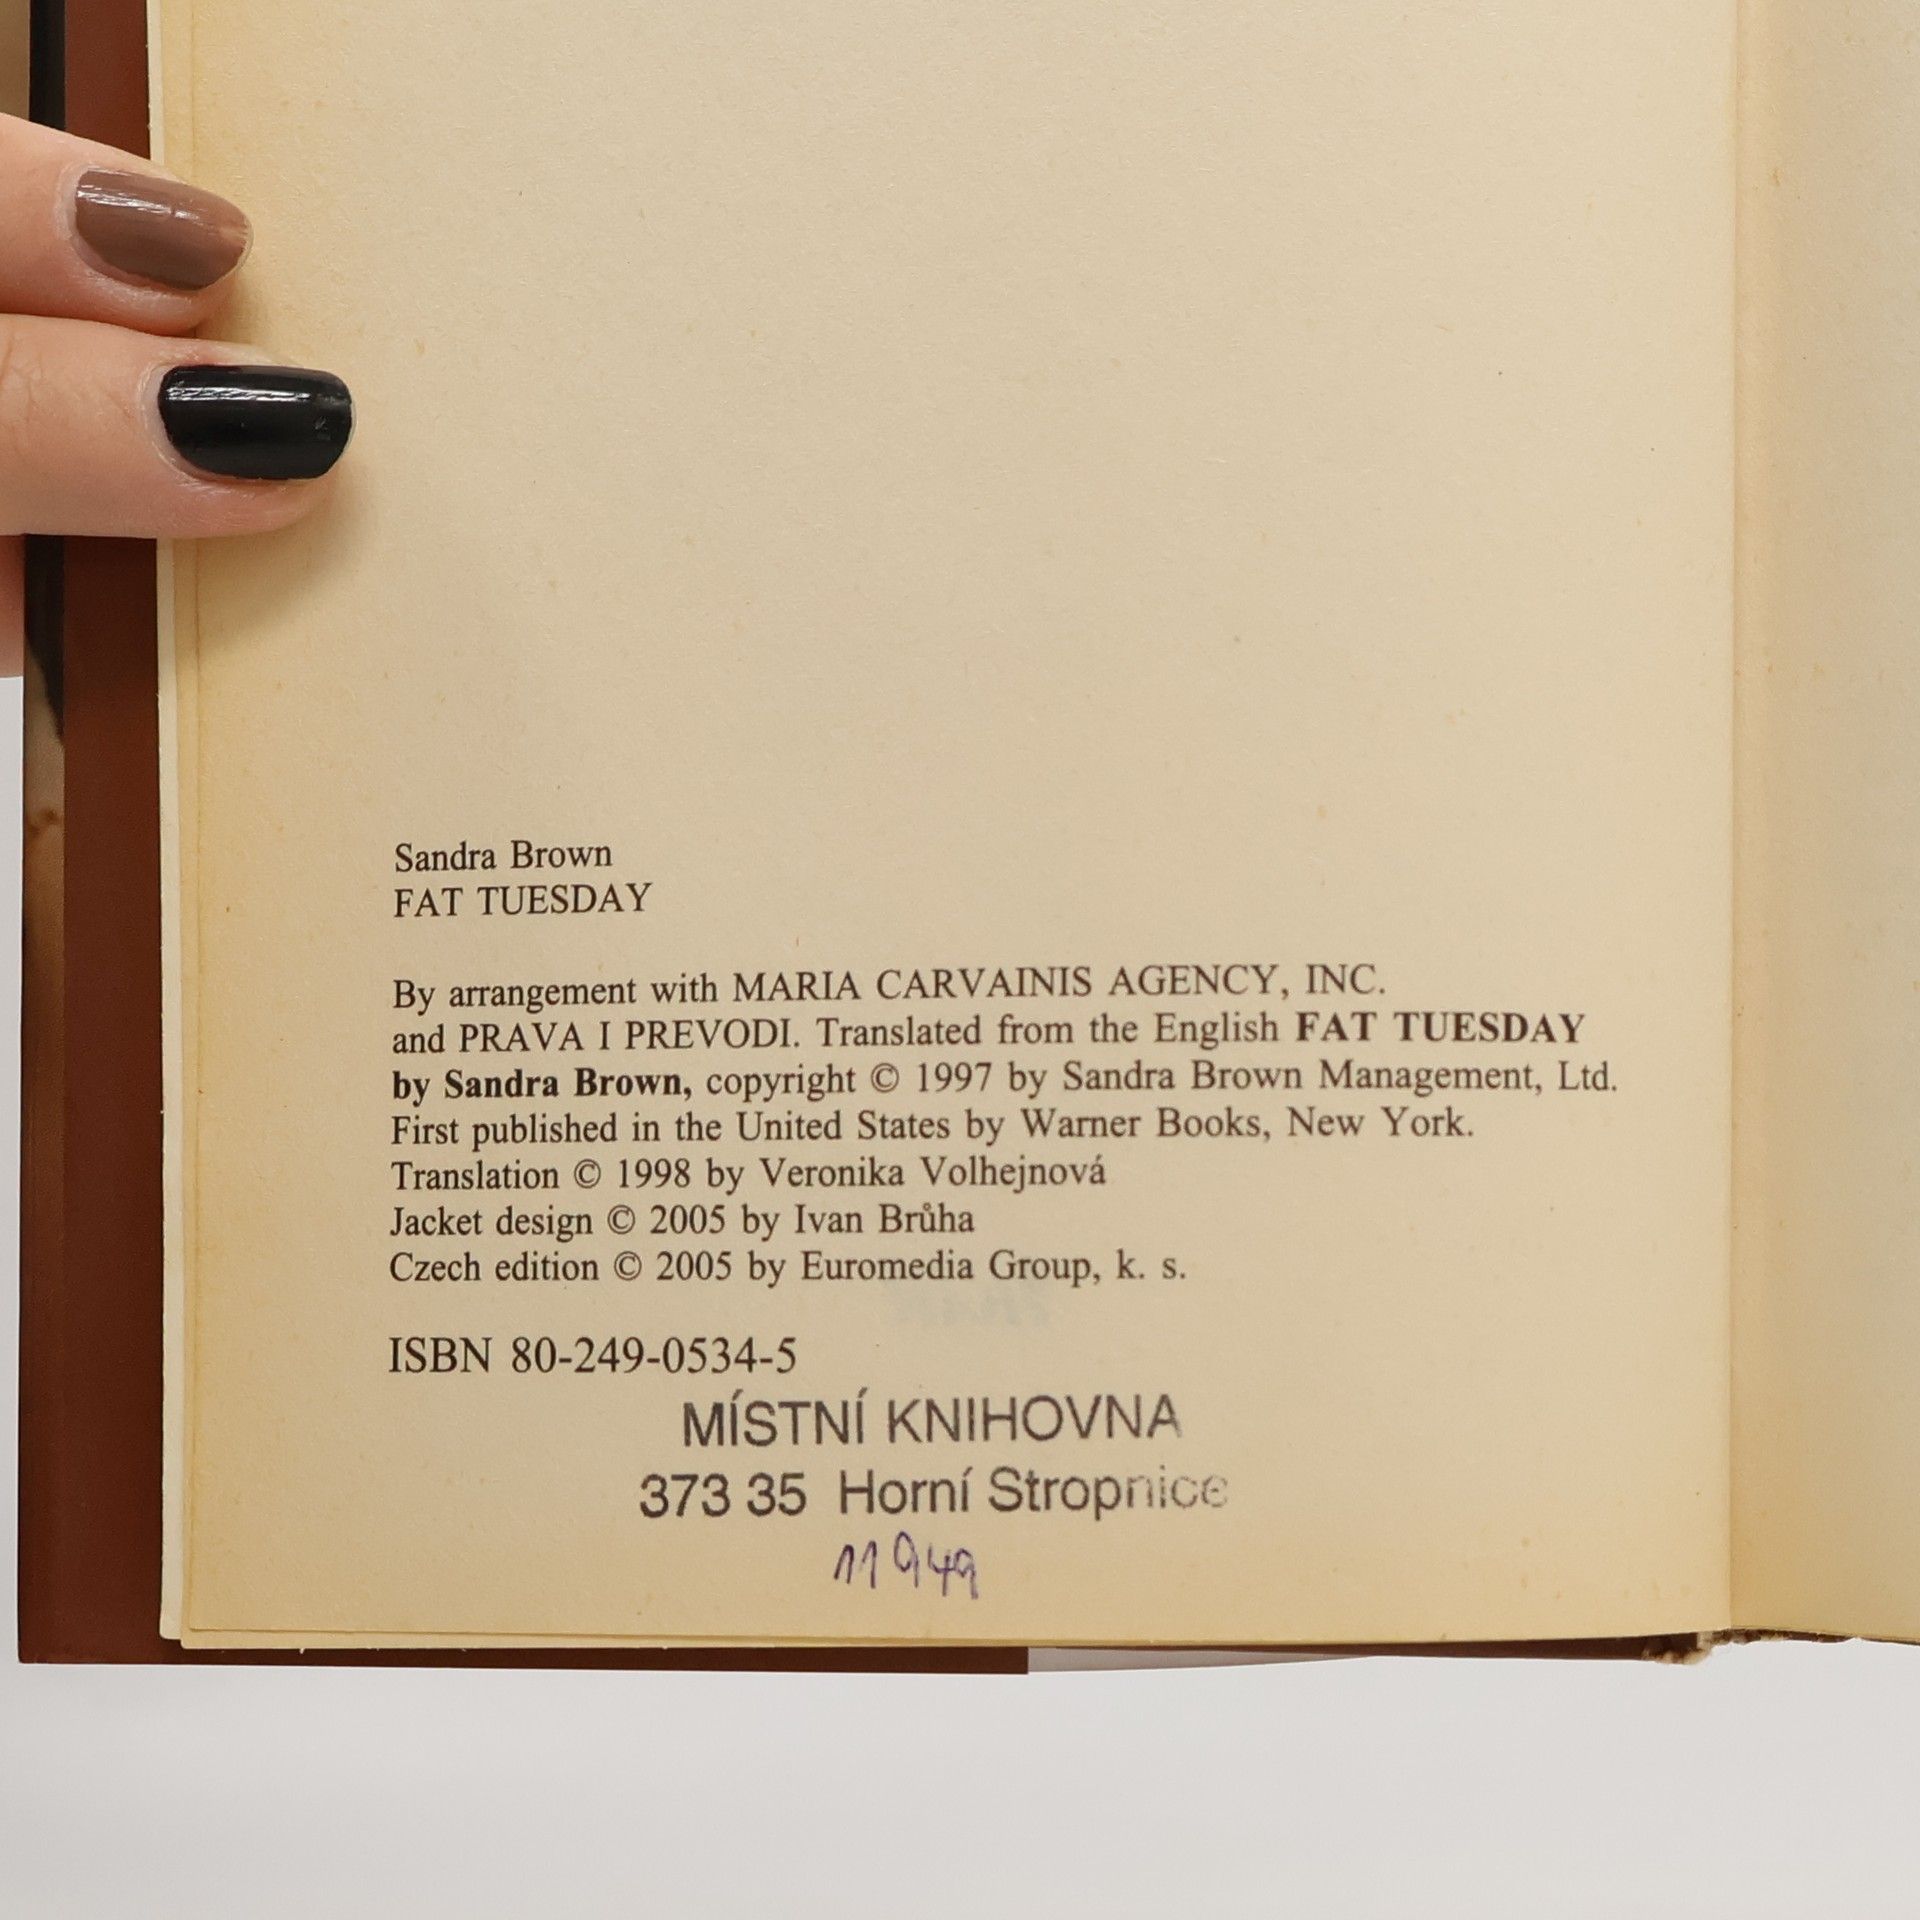 Sandra Brown
FAT TUESDAY
By arrangement with MARIA CARVAINIS AGENCY, INC.
and PRAVA I PREVODI. Translated from the English FAT TUESDAY
by Sandra Brown, copyright © 1997 by Sandra Brown Management, Ltd.
First published in the United States by Warner Books, New York.
Translation © 1998 by Veronika Volhejnová
Jacket design © 2005 by Ivan Brůha
Czech edition © 2005 by Euromedia Group, k. s.
ISBN 80-249-0534-5
MÍSTNÍ KNIHOVNA
373 35 Horní Stropnice
11 949